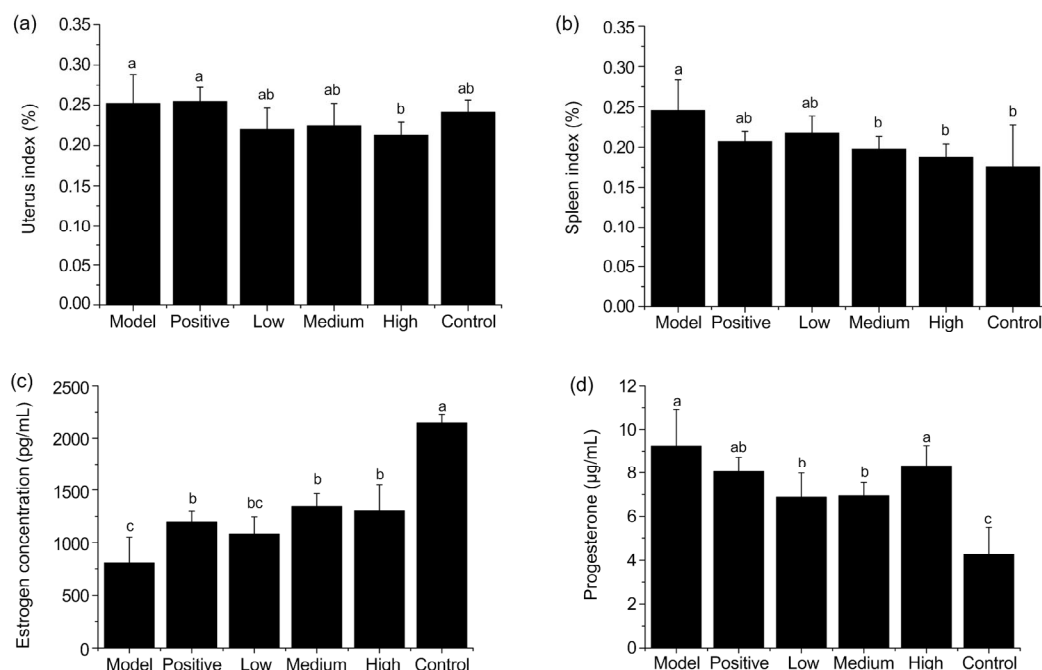 (a)
Uterus index (%)
0.35
0.30
0.25
0.20
0.15
0.10
0.05
0.00
a
a
ab
ab
b
ab
Model Positive Low Medium High Control
(b)
Spleen index (%)
0.35
0.30
0.25
0.20
0.15
0.10
0.05
0.00
a
ab
ab
b
b
b
Model Positive Low Medium High Control
(c)
Estrogen concentration (pg/mL)
2500
2000
1500
1000
500
0
c
b
bc
b
b
a
Model Positive Low Medium High Control
(d)
Progesterone (μg/mL)
12
10
8
6
4
2
0
a
ab
b
b
a
c
Model Positive Low Medium High Control